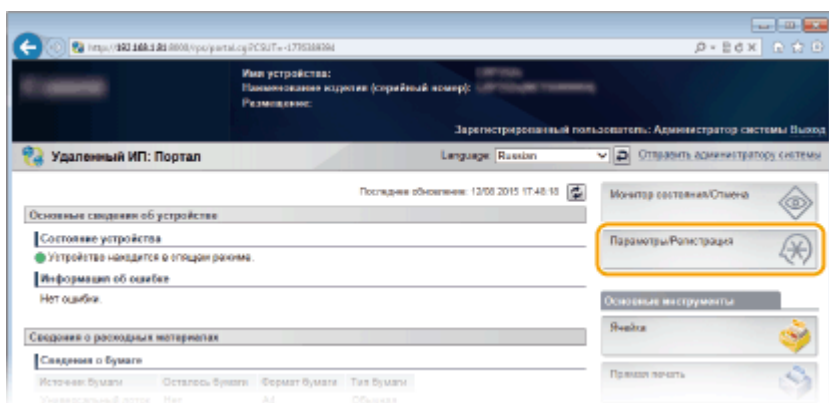 Имя устройства:
Наименование изделия (серийный номер):
Размещение:
Зарегистрированный пользователь: Администратор системы Выход
Удаленный ИП: Портал
Language: Russian
Отправить администратору системы
Последнее обновление: 12/08 2015 17:48:18
Монитор состояния/Отмена
Основные сведения об устройстве
Состояние устройства
Параметры/Регистрация
Устройство находится в спящем режиме.
Информация об ошибке
Нет ошибки.
Основные инструменты
Ячейка
Сведения о расходных материалах
Сведения о бумаге
Прямая печать
Источник бумаги Осталось бумаги Формат бумаги Тип бумаги